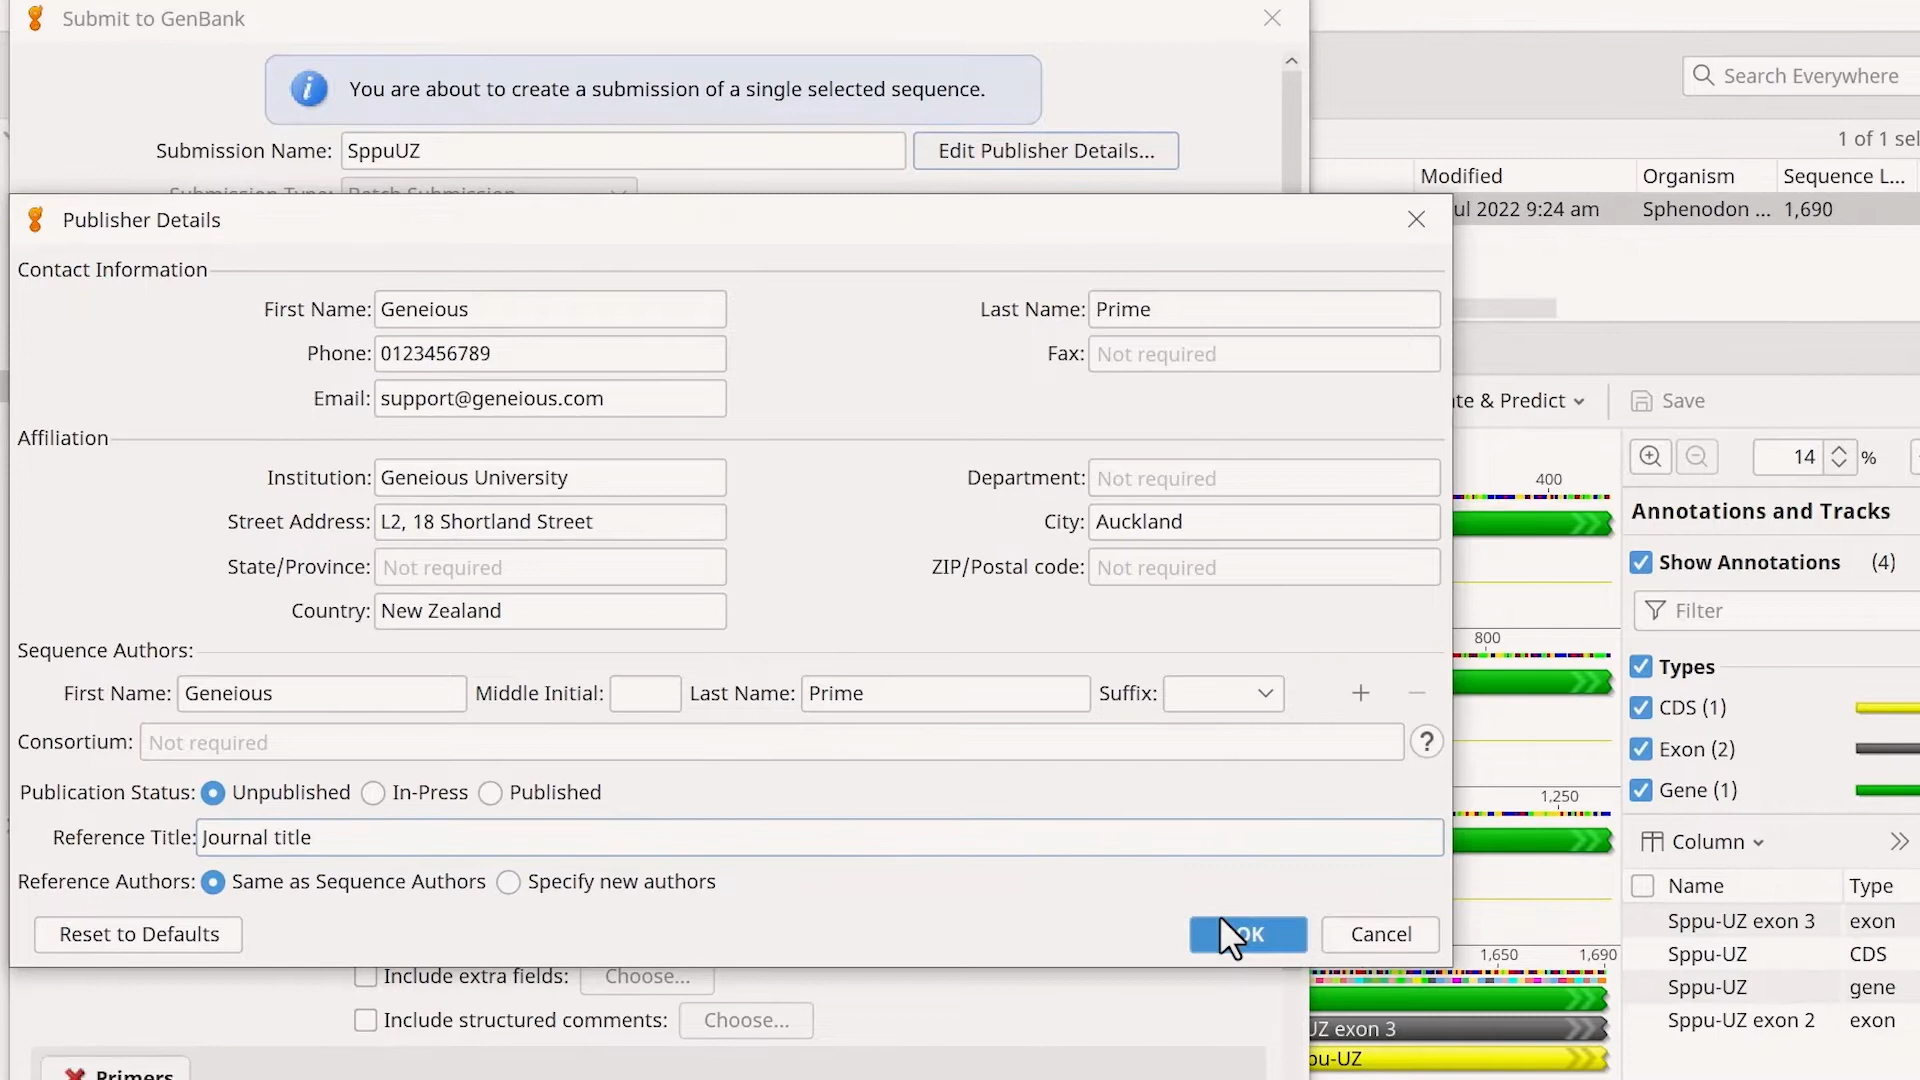 Submit to GenBank
You are about to create a submission of a single selected sequence.
Search Everywhere
1 of 1 sel
Submission Name: SppuUZ Edit Publisher Details...
Submission Type: Batch Submission
Modified Organism Sequence L...
ul 2022 9:24 am Sphenodon ... 1,690
Publisher Details
Contact Information
First Name: Geneious Last Name: Prime
Phone: 0123456789 Fax: Not required
Email: support@geneious.com
te & Predict Save
Affiliation
14 %
Institution: Geneious University Department: Not required
400
Annotations and Tracks
Street Address: L2, 18 Shortland Street City: Auckland
Show Annotations (4)
State/Province: Not required ZIP/Postal code: Not required
Country: New Zealand
Filter
800
Sequence Authors:
Types
First Name: Geneious Middle Initial: Last Name: Prime Suffix:
CDS (1)
Consortium: Not required ?
Exon (2)
Publication Status: Unpublished In-Press Published
1,250
Gene (1)
Reference Title: Journal title
Column
Reference Authors: Same as Sequence Authors Specify new authors
Name Type
Sppu-UZ exon 3 exon
Reset to Defaults OK Cancel
Sppu-UZ CDS
1,650 1,690
Include extra fields: Choose...
Sppu-UZ gene
Include structured comments: Choose...
UZ exon 3
Sppu-UZ exon 2 exon
pu-UZ
Primers